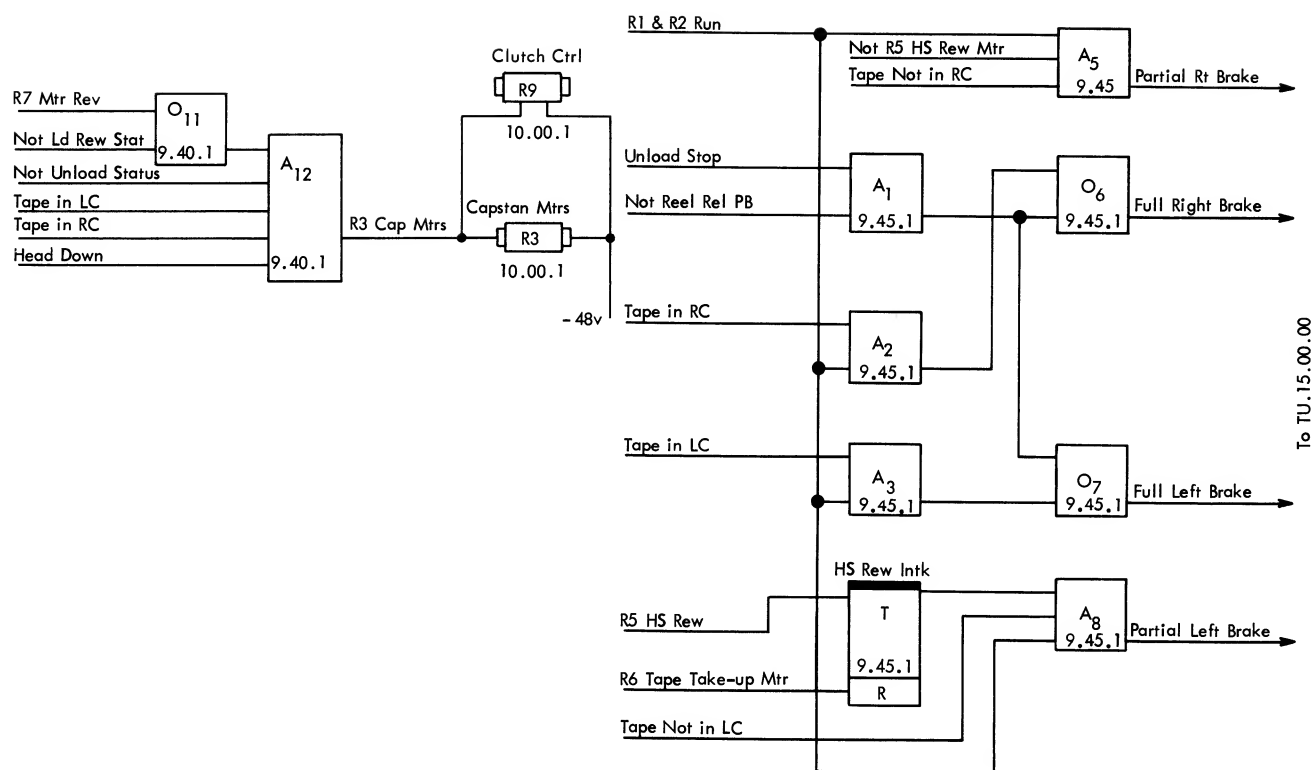 R7 Mtr Rev
Not Ld Rew Stat
O11
9.40.1
Not Unload Status
Tape in LC
Tape in RC
Head Down
A12
9.40.1
R3 Cap Mtrs
Clutch Ctrl
R9
10.00.1
Capstan Mtrs
R3
10.00.1
-48v
R1 & R2 Run
Not R5 HS Rew Mtr
Tape Not in RC
A5
9.45
Partial Rt Brake
Unload Stop
Not Reel Rel PB
A1
9.45.1
O6
9.45.1
Full Right Brake
Tape in RC
A2
9.45.1
Tape in LC
A3
9.45.1
O7
9.45.1
Full Left Brake
HS Rew Intk
R5 HS Rew
T
9.45.1
R6 Tape Take-up Mtr
R
Tape Not in LC
A8
9.45.1
Partial Left Brake
To TU.15.00.00